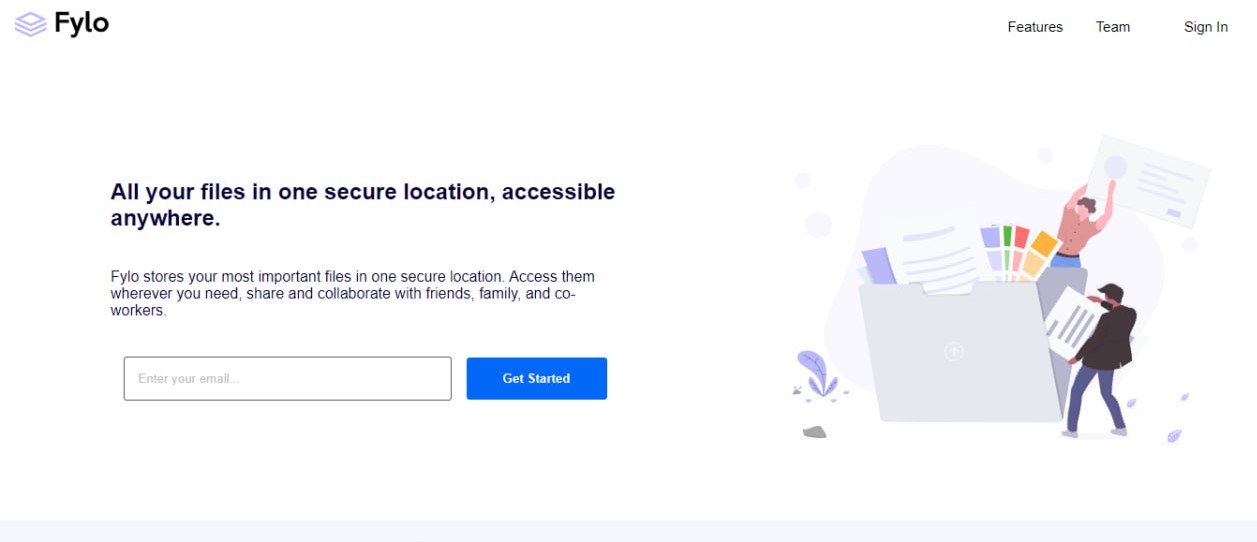 Fylo
Features
Team
Sign In
All your files in one secure location, accessible
anywhere.
Fylo stores your most important files in one secure location. Access them
wherever you need, share and collaborate with friends, family, and co-
workers.
Enter your email...
Get Started